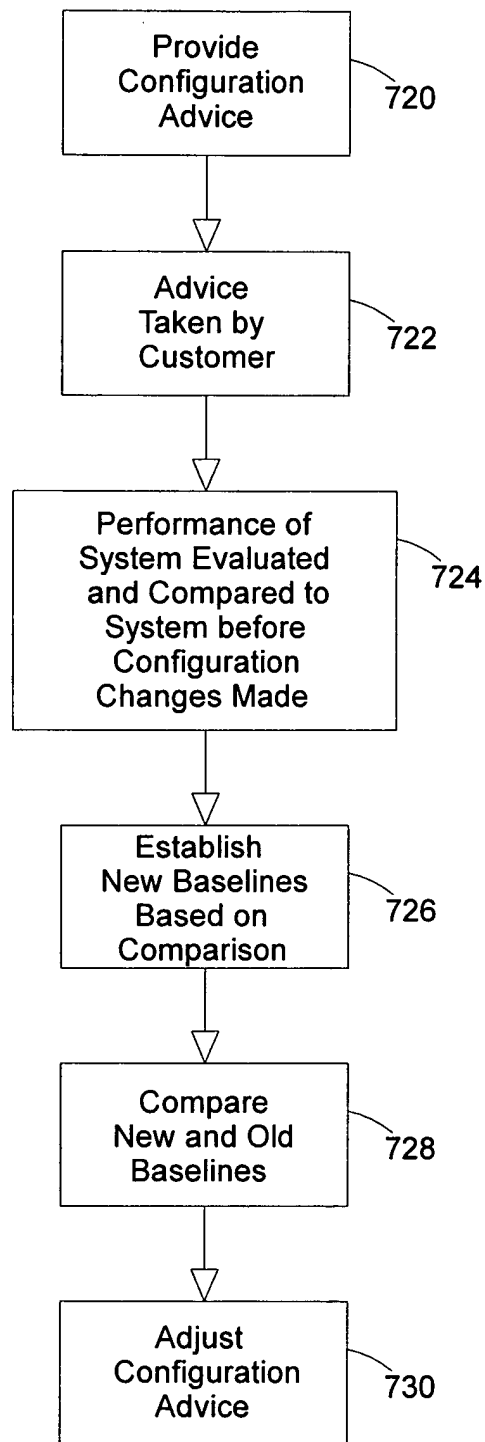 Provide
Configuration
Advice
720
Advice
Taken by
Customer
722
Performance of
System Evaluated
and Compared to
System before
Configuration
Changes Made
724
Establish
New Baselines
Based on
Comparison
726
Compare
New and Old
Baselines
728
Adjust
Configuration
Advice
730